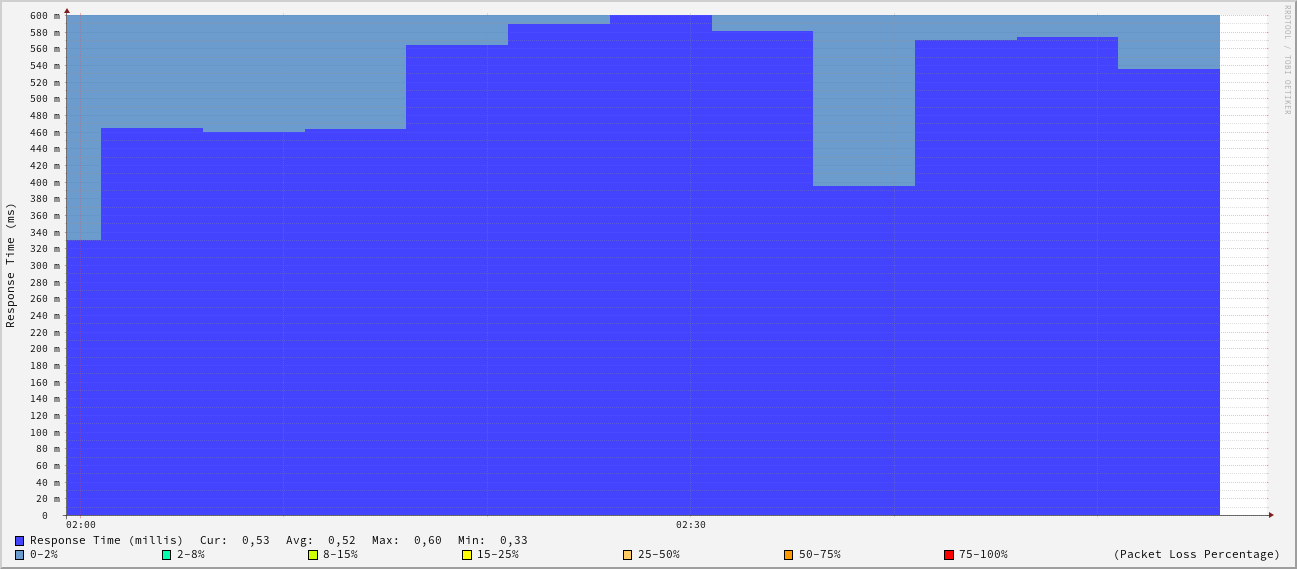 600 m
580 m
560 m
540 m
520 m
500 m
480 m
460 m
440 m
420 m
400 m
380 m
360 m
340 m
320 m
300 m
280 m
260 m
240 m
220 m
200 m
180 m
160 m
140 m
120 m
100 m
80 m
60 m
40 m
20 m
0
Response Time (ms)
RRDTOOL / TOBI OETIKER
02:00 02:30
Response Time (millis) Cur: 0,53 Avg: 0,52 Max: 0,60 Min: 0,33
0-2% 2-8% 8-15% 15-25% 25-50% 50-75% 75-100% (Packet Loss Percentage)